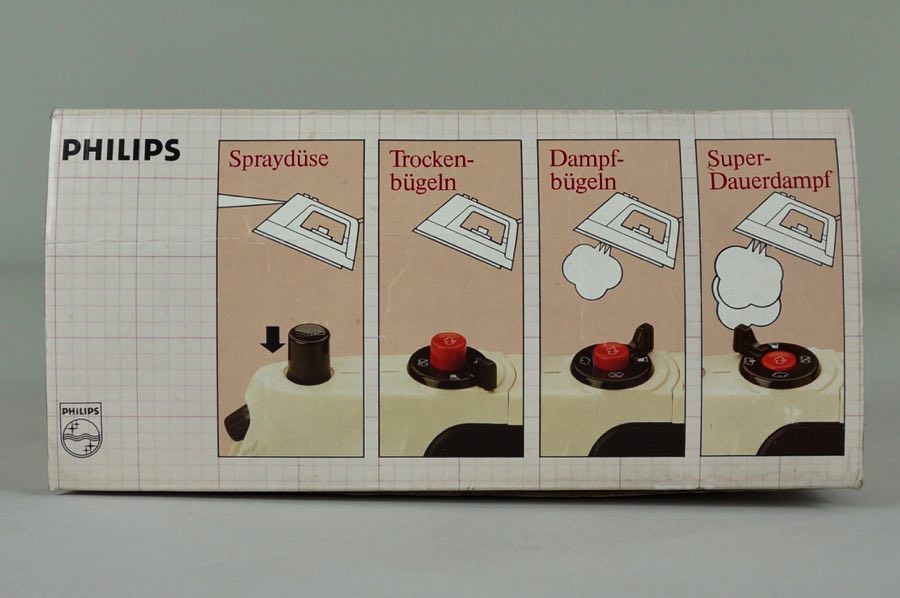 PHILIPS
Spraydüse
Trocken-
bügeln
Dampf-
bügeln
Super-
Dauerdampf
PHILIPS